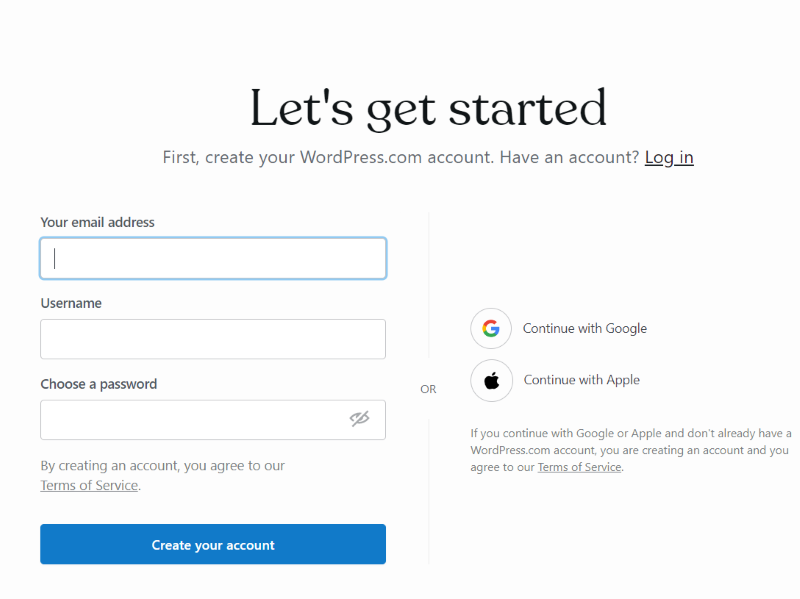 Let's get started
First, create your WordPress.com account. Have an account? Log in
Your email address
Username
Choose a password
By creating an account, you agree to our
Terms of Service.
Create your account
OR
Continue with Google
Continue with Apple
If you continue with Google or Apple and don't already have a
WordPress.com account, you are creating an account and you
agree to our Terms of Service.